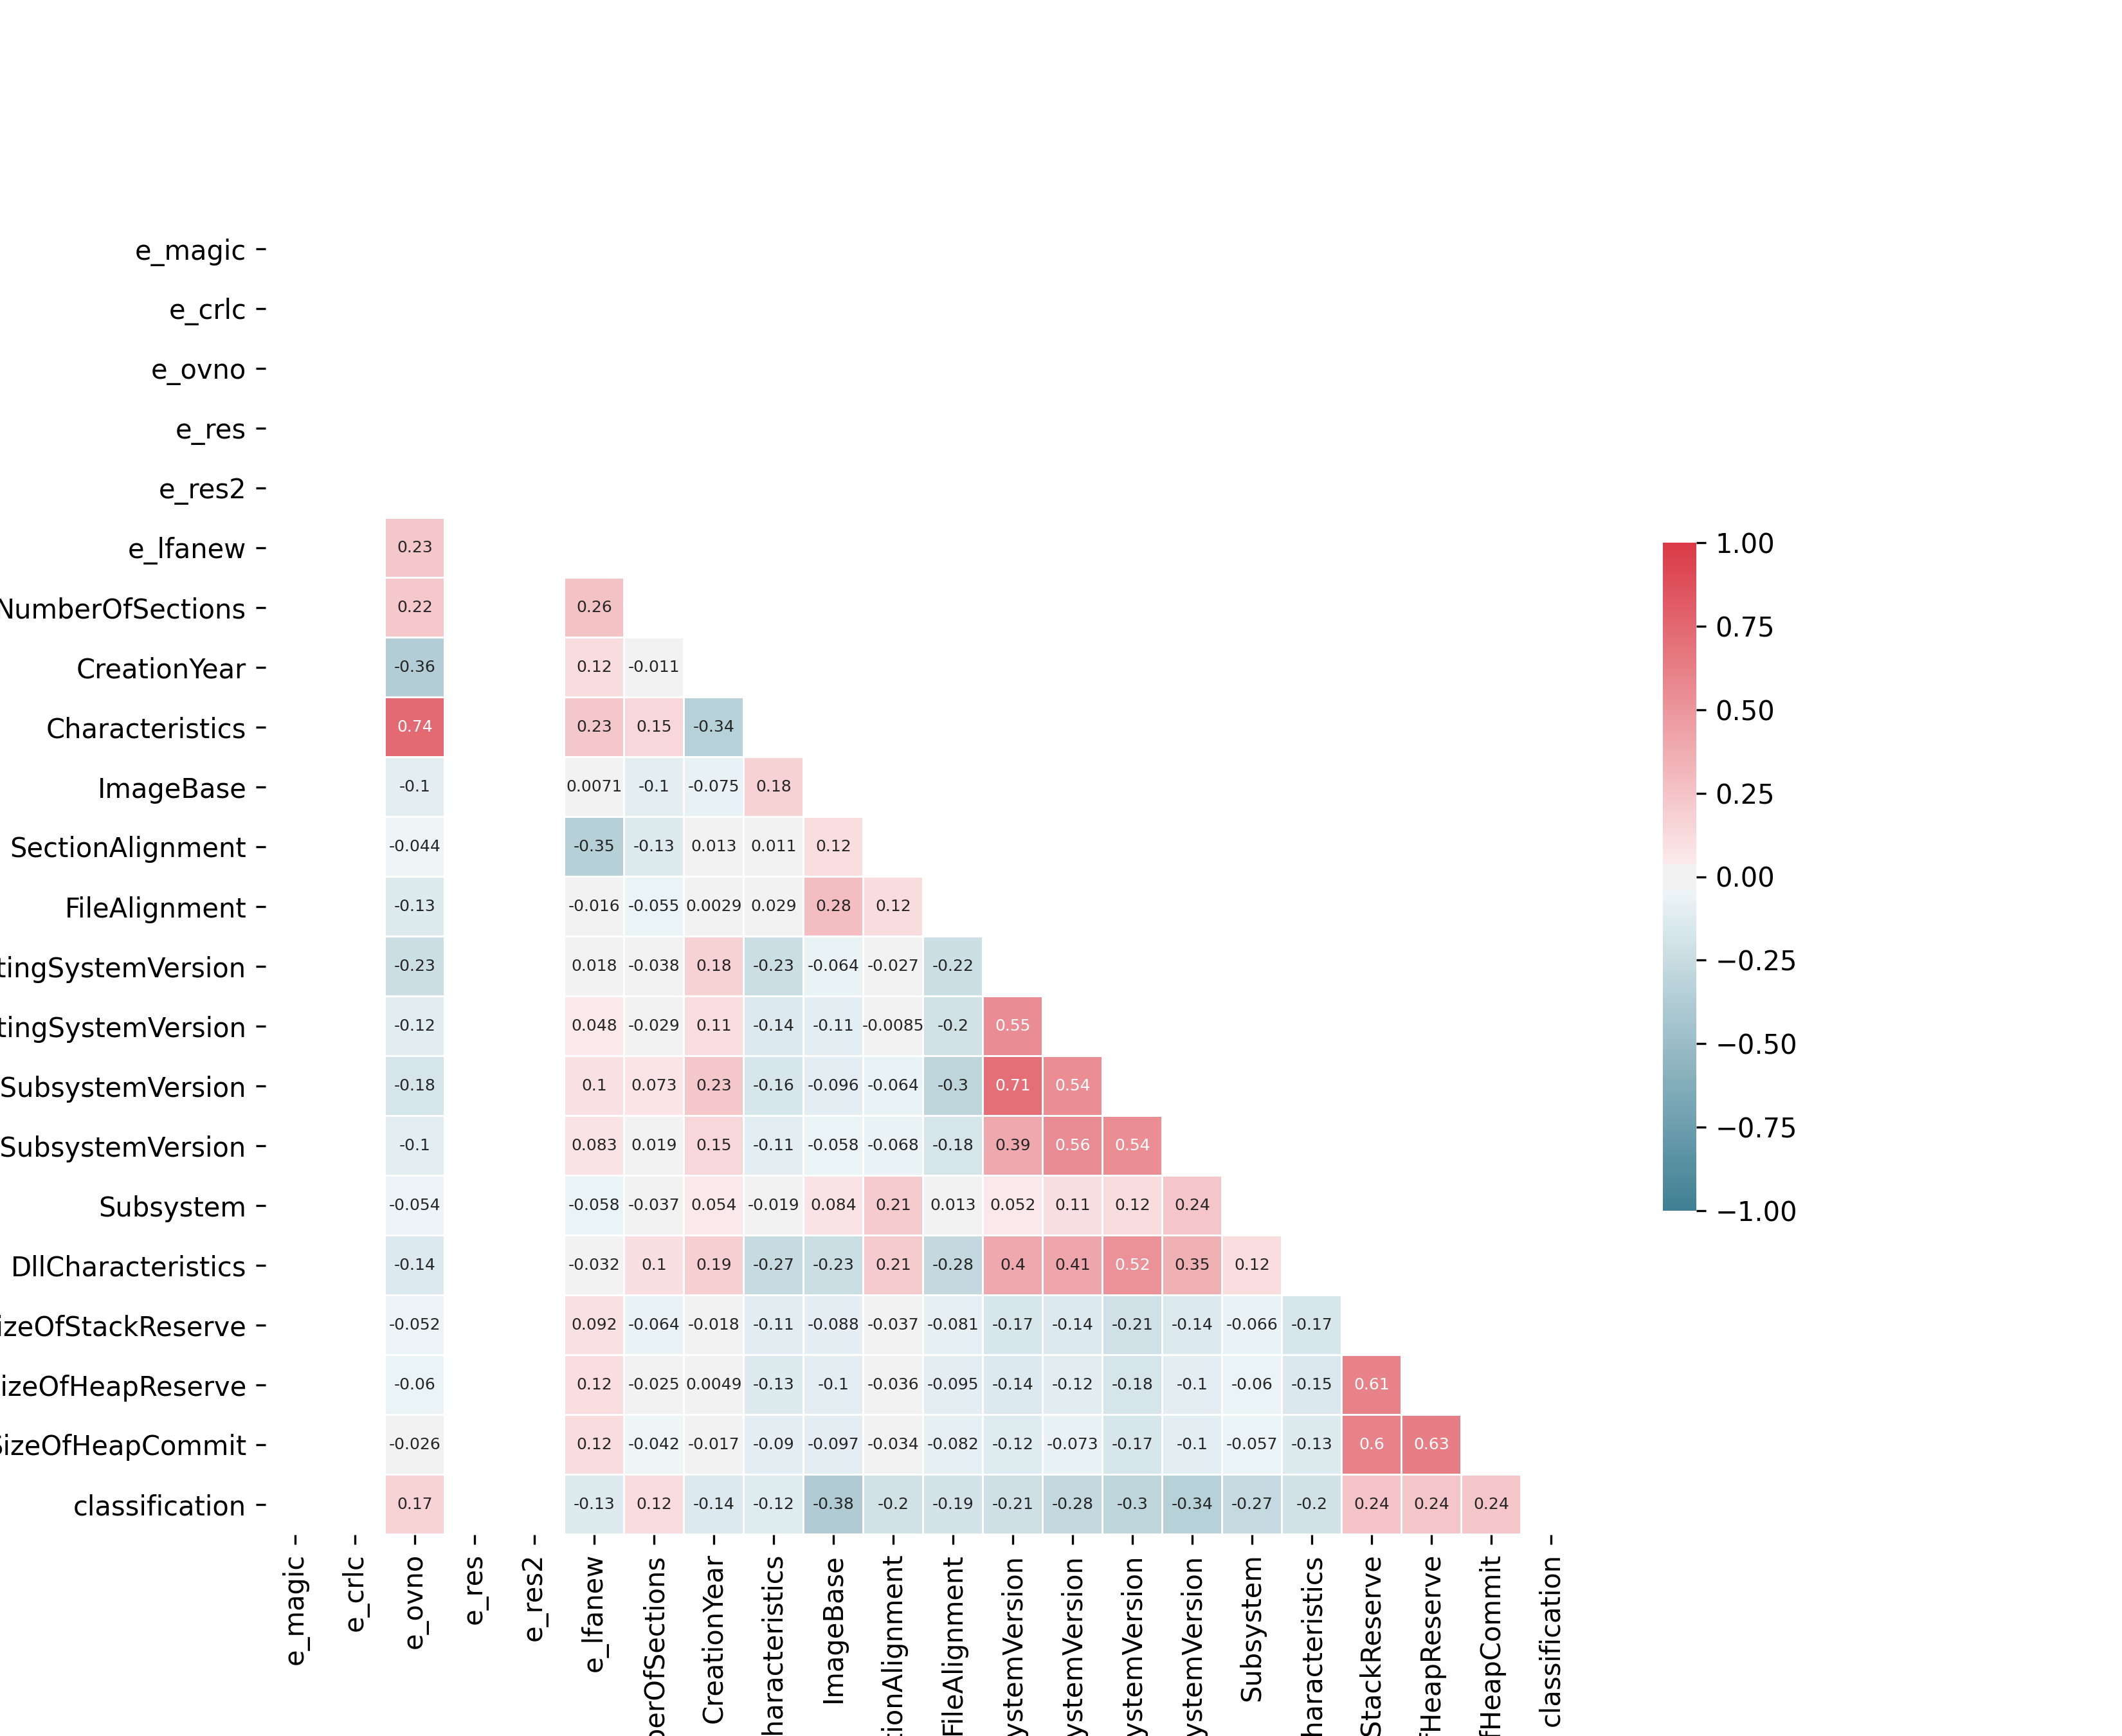 e_magic
e_crlc
e_ovno
e_res
e_res2
e_lfanew 0.23
NumberOfSections 0.22 0.26
CreationYear -0.36 0.12 -0.011
Characteristics 0.74 0.23 0.15 -0.34
ImageBase -0.1 0.0071 -0.1 -0.075 0.18
SectionAlignment -0.044 -0.35 -0.13 0.013 0.011 0.12
FileAlignment -0.13 -0.016 -0.055 0.0029 0.029 0.28 0.12
tingSystemVersion -0.23 0.018 -0.038 0.18 -0.23 -0.064 -0.027 -0.22
tingSystemVersion -0.12 0.048 -0.029 0.11 -0.14 -0.11 -0.0085 -0.2 0.55
SubsystemVersion -0.18 0.1 0.073 0.23 -0.16 -0.096 -0.064 -0.3 0.71 0.54
SubsystemVersion -0.1 0.083 0.019 0.15 -0.11 -0.058 -0.068 -0.18 0.39 0.56 0.54
Subsystem -0.054 -0.058 -0.037 0.054 -0.019 0.084 0.21 0.013 0.052 0.11 0.12 0.24
DllCharacteristics -0.14 -0.032 0.1 0.19 -0.27 -0.23 0.21 -0.28 0.4 0.41 0.52 0.35 0.12
izeOfStackReserve -0.052 0.092 -0.064 -0.018 -0.11 -0.088 -0.037 -0.081 -0.17 -0.14 -0.21 -0.14 -0.066 -0.17
izeOfHeapReserve -0.06 0.12 -0.025 0.0049 -0.13 -0.1 -0.036 -0.095 -0.14 -0.12 -0.18 -0.1 -0.06 -0.15 0.61
SizeOfHeapCommit -0.026 0.12 -0.042 -0.017 -0.09 -0.097 -0.034 -0.082 -0.12 -0.073 -0.17 -0.1 -0.057 -0.13 0.6 0.63
classification 0.17 -0.13 0.12 -0.14 -0.12 -0.38 -0.2 -0.19 -0.21 -0.28 -0.3 -0.34 -0.27 -0.2 0.24 0.24 0.24
e_magic
e_crlc
e_ovno
e_res
e_res2
e_lfanew
berOfSections
CreationYear
haracteristics
ImageBase
tionAlignment
FileAlignment
ystemVersion
ystemVersion
ystemVersion
ystemVersion
Subsystem
haracteristics
StackReserve
fHeapReserve
fHeapCommit
classification
1.00
0.75
0.50
0.25
0.00
−0.25
−0.50
−0.75
−1.00